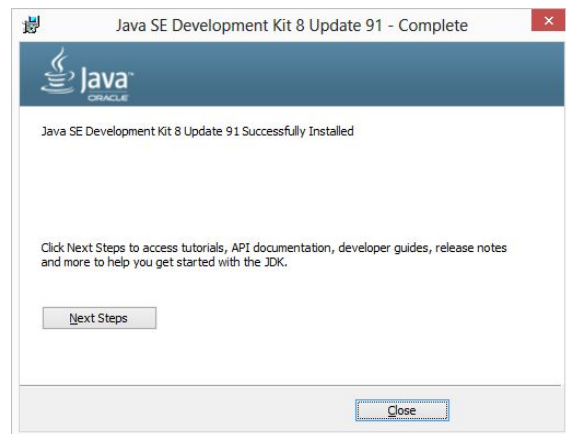 Java SE Development Kit 8 Update 91 - Complete
Java
ORACLE
Java SE Development Kit 8 Update 91 Successfully Installed
Click Next Steps to access tutorials, API documentation, developer guides, release notes
and more to help you get started with the JDK.
Next Steps
Close